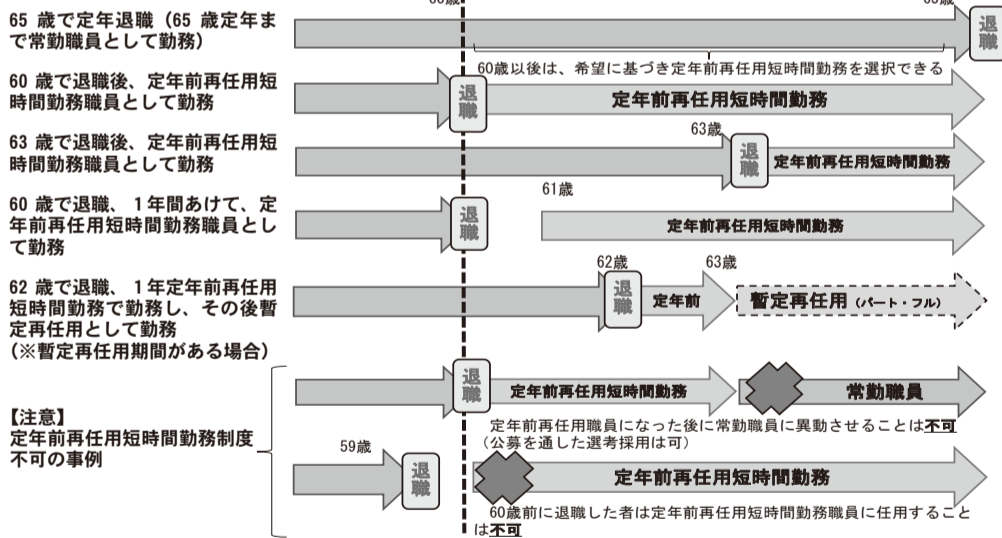 65 歳で定年退職（65 歳定年ま
で常勤職員として勤務）
退職
60歳以後は、希望に基づき定年前再任用短時間勤務を選択できる
60 歳で退職後、定年前再任用短
時間勤務職員として勤務
退職
定年前再任用短時間勤務
63 歳で退職後、定年前再任用短
時間勤務職員として勤務
63歳
退職
定年前再任用短時間勤務
60 歳で退職、１年間あけて、定
年前再任用短時間勤務職員とし
て勤務
退職
61歳
定年前再任用短時間勤務
62 歳で退職、１年定年前再任用
短時間勤務で勤務し、その後暫
定再任用として勤務
（※暫定再任用期間がある場合）
62歳
退職
定年前
63歳
暫定再任用（パート・フル）
【注意】
定年前再任用短時間勤務制度
不可の事例
退職
定年前再任用短時間勤務
常勤職員
定年前再任用職員になった後に常勤職員に異動させることは不可
（公募を通した選考採用は可）
59歳
退職
定年前再任用短時間勤務
60歳前に退職した者は定年前再任用短時間勤務職員に任用すること
は不可